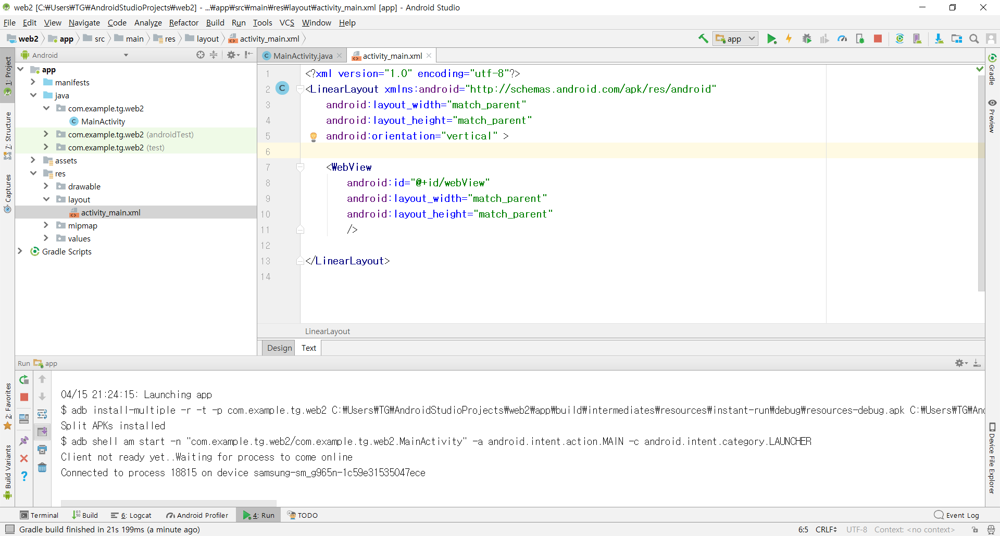 web2 [C:₩Users₩TG₩AndroidStudioProjects₩web2] - ...₩app₩src₩main₩res₩layout₩activity_main.xml [app] - Android Studio
File Edit View Navigate Code Analyze Refactor Build Run Tools VCS Window Help
web2 app src main res layout activity_main.xml app
Android
MainActivity.java activity_main.xml
1: Project
7: Structure
Captures
2: Favorites
Build Variants
app
manifests
java
com.example.tg.web2
MainActivity
com.example.tg.web2 (androidTest)
com.example.tg.web2 (test)
assets
res
drawable
layout
activity_main.xml
mipmap
values
Gradle Scripts
1 <?xml version="1.0" encoding="utf-8"?>
2 <LinearLayout xmlns:android="http://schemas.android.com/apk/res/android"
3 android:layout_width="match_parent"
4 android:layout_height="match_parent"
5 android:orientation="vertical" >
6
7 <WebView
8 android:id="@+id/webView"
9 android:layout_width="match_parent"
10 android:layout_height="match_parent"
11 />
12
13 </LinearLayout>
14
LinearLayout
Design Text
Gradle
Preview
Device File Explorer
Run app
04/15 21:24:15: Launching app
$ adb install-multiple -r -t -p com.example.tg.web2 C:₩Users₩TG₩AndroidStudioProjects₩web2₩app₩build₩intermediates₩resources₩instant-run₩debug₩resources-debug.apk C:₩Users₩TG₩And
Split APKs installed
$ adb shell am start -n "com.example.tg.web2/com.example.tg.web2.MainActivity" -a android.intent.action.MAIN -c android.intent.category.LAUNCHER
Client not ready yet..Waiting for process to come online
Connected to process 18815 on device samsung-sm_g965n-1c59e31535047ece
Terminal Build 6: Logcat Android Profiler 4: Run TODO Event Log
Gradle build finished in 21s 199ms (a minute ago) 6:5 CRLF UTF-8 Context: <no context>